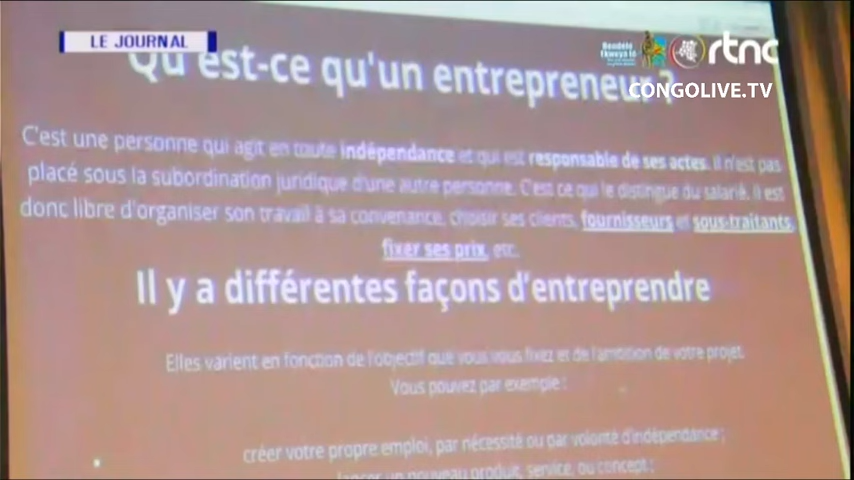 LE JOURNAL
rtnc
CONGOLIVE.TV
Qu'est-ce qu'un entrepreneur ?
C'est une personne qui agit en toute indépendance et qui est responsable de ses actes. Il n'est pas
placé sous la subordination juridique d'une autre personne. C'est ce qui le distingue du salarié. Il est
donc libre d'organiser son travail à sa convenance, choisir ses clients, fournisseurs et sous-traitants,
fixer ses prix, etc.
Il y a différentes façons d'entreprendre
Elles varient en fonction de l'objectif que vous vous fixez et de l'ambition de votre projet.
Vous pouvez par exemple :
créer votre propre emploi, par nécessité ou par volonté d'indépendance ;
lancer un nouveau produit, service, ou concept ;